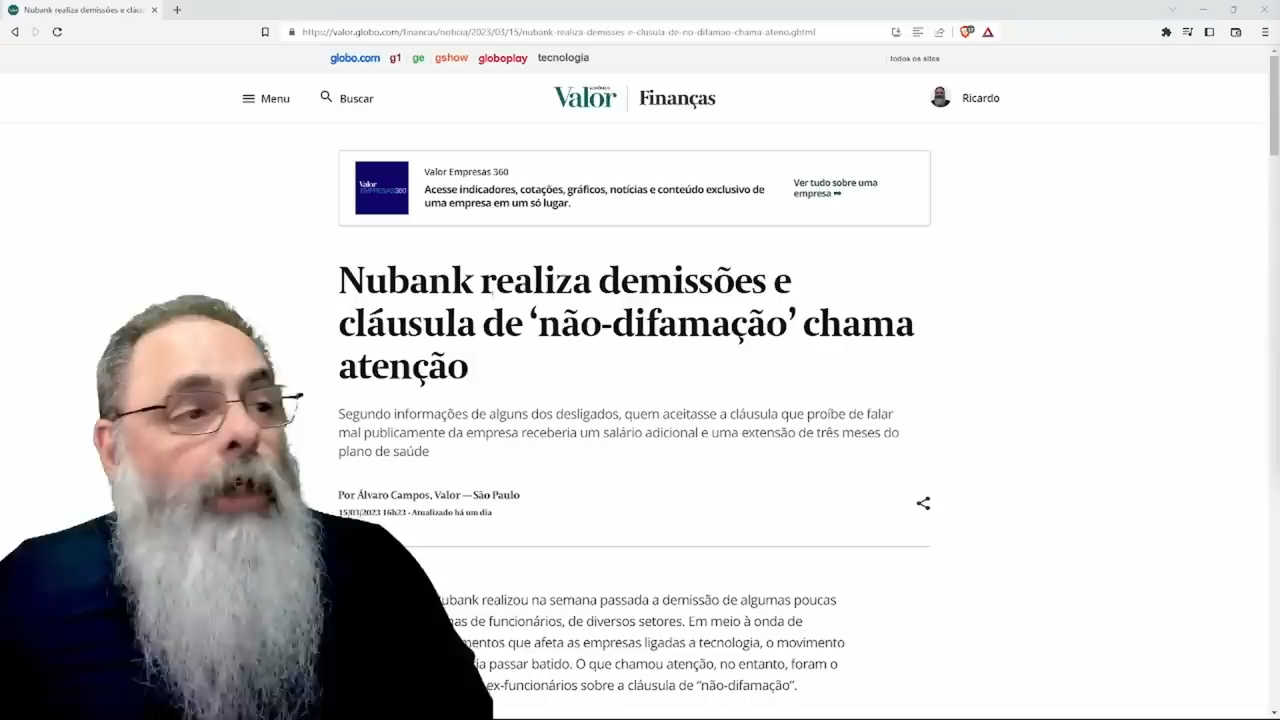 Nubank realiza demissões e cláu
https://valor.globo.com/financas/noticia/2023/03/15/nubank-realiza-demisses-e-clusula-de-no-difamao-chama-ateno.ghtml
globo.com g1 ge gshow globoplay tecnologia todos os sites
Menu Buscar Valor ECONÔMICO Finanças Ricardo
Valor Empresas 360
Valor
EMPRESAS360
Acesse indicadores, cotações, gráficos, notícias e conteúdo exclusivo de
uma empresa em um só lugar.
Ver tudo sobre uma
empresa ➡
Nubank realiza demissões e
cláusula de ‘não-difamação’ chama
atenção
Segundo informações de alguns dos desligados, quem aceitasse a cláusula que proíbe de falar
mal publicamente da empresa receberia um salário adicional e uma extensão de três meses do
plano de saúde
Por Álvaro Campos, Valor — São Paulo
15/03/2023 16h23 · Atualizado há um dia
ubank realizou na semana passada a demissão de algumas poucas
nas de funcionários, de diversos setores. Em meio à onda de
mentos que afeta as empresas ligadas a tecnologia, o movimento
ia passar batido. O que chamou atenção, no entanto, foram o
ex-funcionários sobre a cláusula de “não-difamação”.